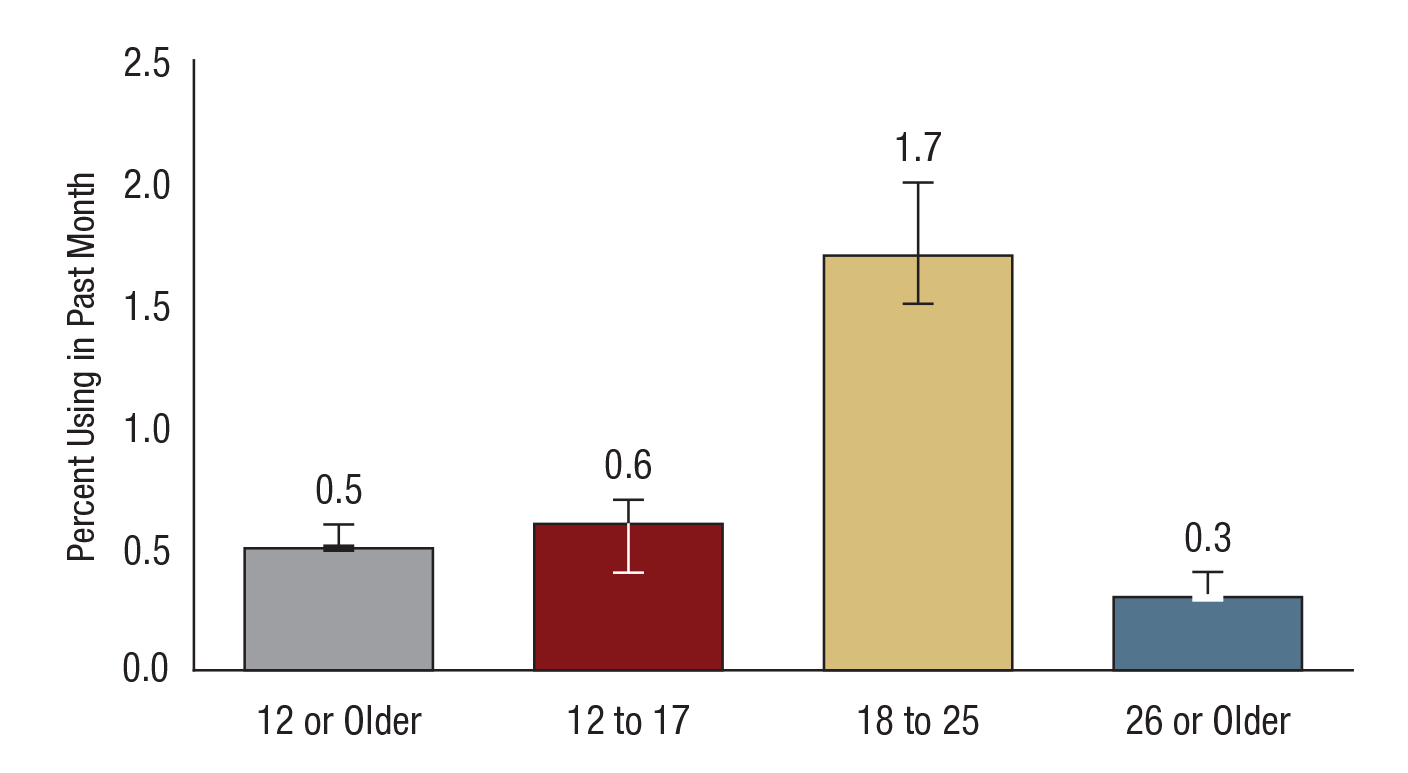 Percent Using in Past Month
2.5
2.0
1.5
1.0
0.5
0.0
0.5
0.6
1.7
0.3
12 or Older
12 to 17
18 to 25
26 or Older